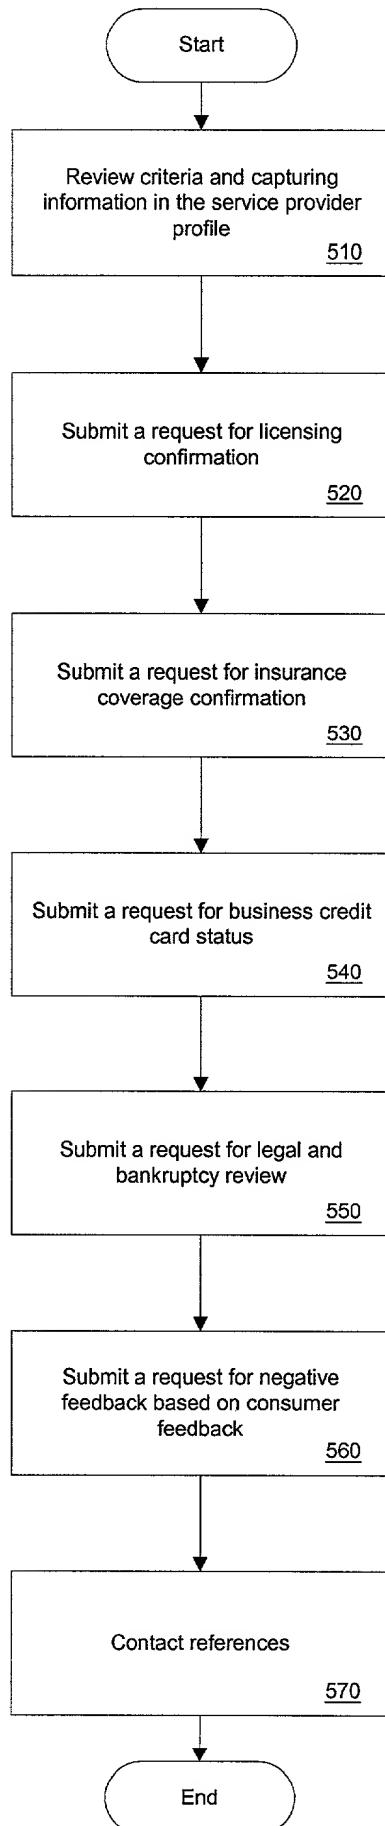 Start
Review criteria and capturing
information in the service provider
profile
510
Submit a request for licensing
confirmation
520
Submit a request for insurance
coverage confirmation
530
Submit a request for business credit
card status
540
Submit a request for legal and
bankruptcy review
550
Submit a request for negative
feedback based on consumer
feedback
560
Contact references
570
End